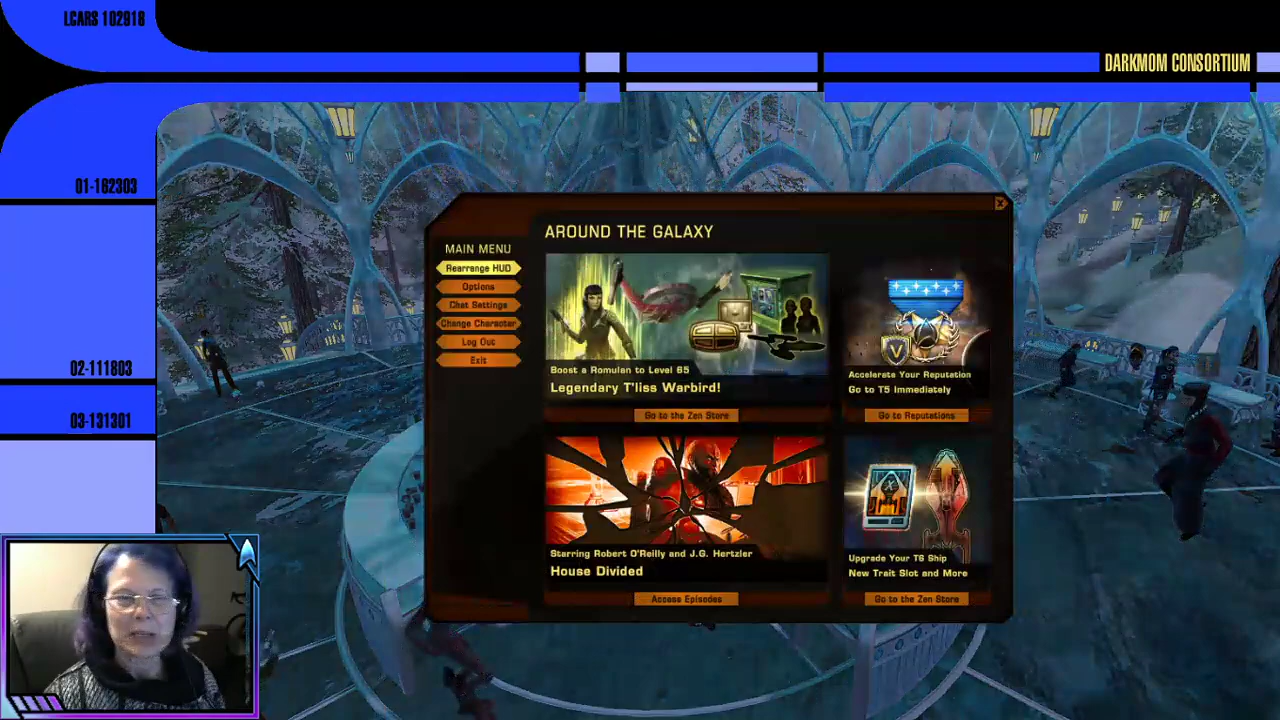 LCARS 102918
DARKMOM CONSORTIUM
01-182303
02-111803
03-131301
AROUND THE GALAXY
MAIN MENU
Rearrange HUD
Options
Chat Settings
Change Character
Log Out
Exit
Boost a Romulan to Level 65
Legendary T'liss Warbird!
Go to the Zen Store
V
Accelerate Your Reputation
Go to T5 Immediately
Go to Reputations
Starring Robert O'Reilly and J.G. Hertzler
House Divided
Access Episodes
X
Upgrade Your T6 Ship
New Trait Slot and More
Go to the Zen Store